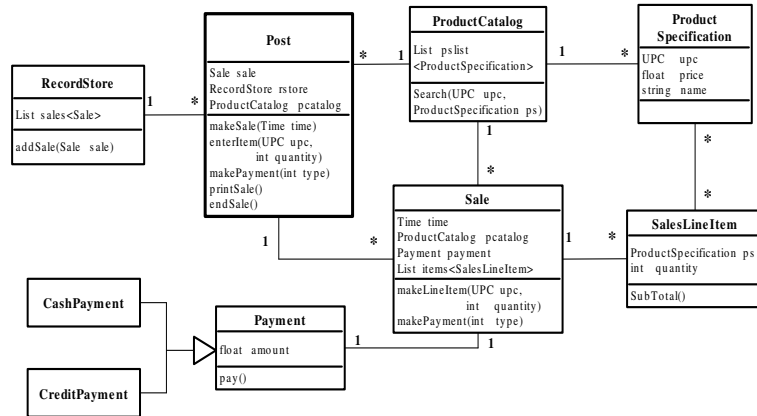 RecordStore
List sales<Sale>
addSale(Sale sale)
1
*
Post
Sale sale
RecordStore rstore
ProductCatalog pcatalog
makeSale(Time time)
enterItem(UPC upc,
int quantity)
makePayment(int type)
printSale()
endSale()
*
1
ProductCatalog
List pslist
<ProductSpecification>
Search(UPC upc,
ProductSpecification ps)
1
*
Product
Specification
UPC upc
float price
string name
1
*
*
*
1
*
Sale
Time time
ProductCatalog pcatalog
Payment payment
List items<SalesLineItem>
makeLineItem(UPC upc,
int quantity)
makePayment(int type)
1
*
SalesLineItem
ProductSpecification ps
int quantity
SubTotal()
CashPayment
CreditPayment
Payment
float amount
pay()
1
1